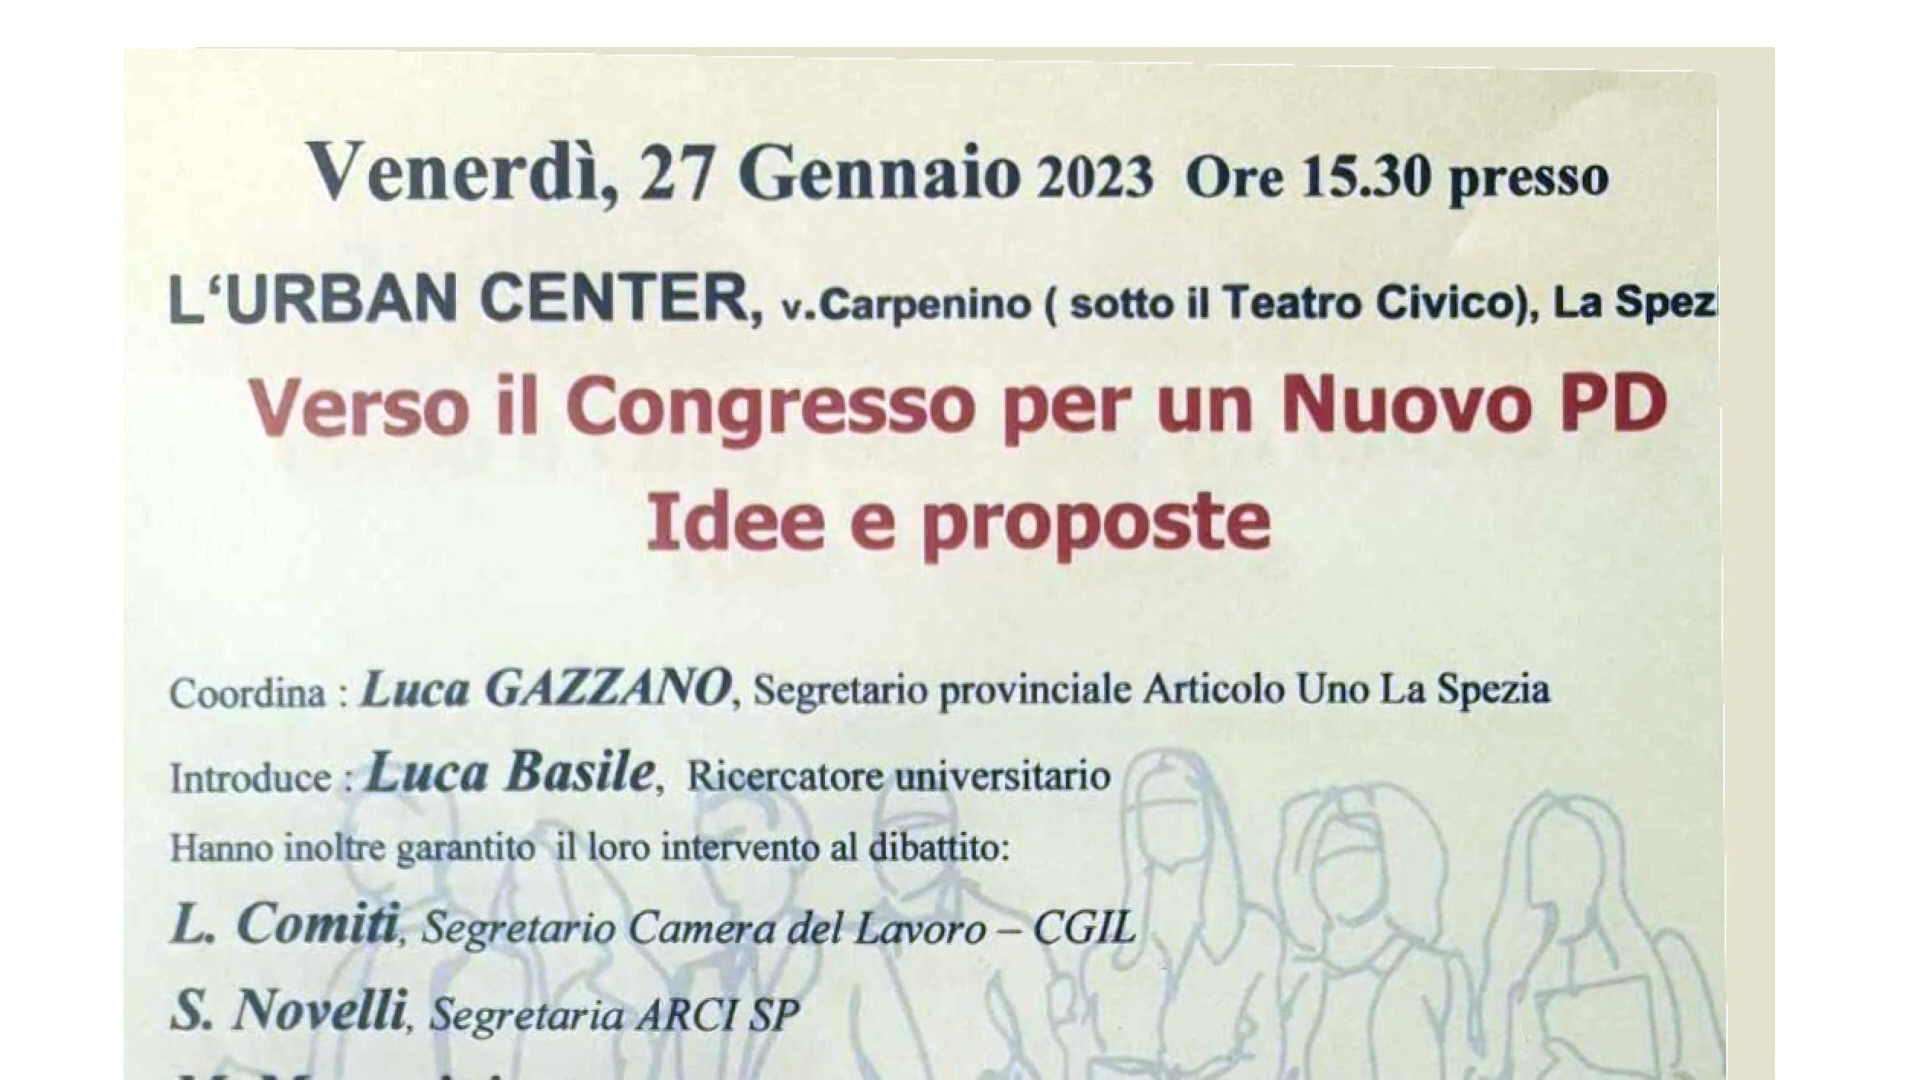 Venerdì, 27 Gennaio 2023 Ore 15.30 presso
L‘URBAN CENTER, v.Carpenino ( sotto il Teatro Civico), La Spez
Verso il Congresso per un Nuovo PD
Idee e proposte
Coordina : Luca GAZZANO, Segretario provinciale Articolo Uno La Spezia
Introduce : Luca Basile, Ricercatore universitario
Hanno inoltre garantito il loro intervento al dibattito:
L. Comiti, Segretario Camera del Lavoro – CGIL
S. Novelli, Segretaria ARCI SP